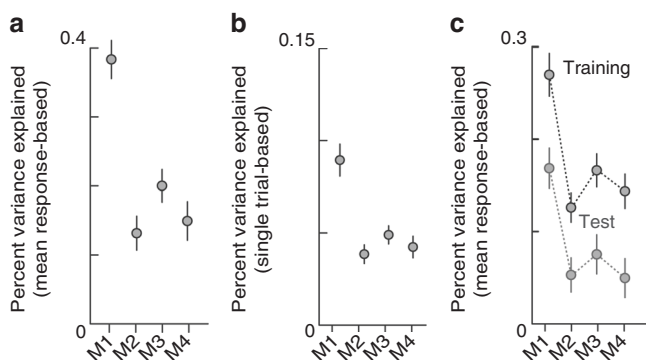 a
Percent variance explained
(mean response-based)
0.4
0
M1
M2
M3
M4
b
Percent variance explained
(single trial-based)
0.15
0
M1
M2
M3
M4
c
Percent variance explained
(mean response-based)
0.3
Training
Test
0
M1
M2
M3
M4